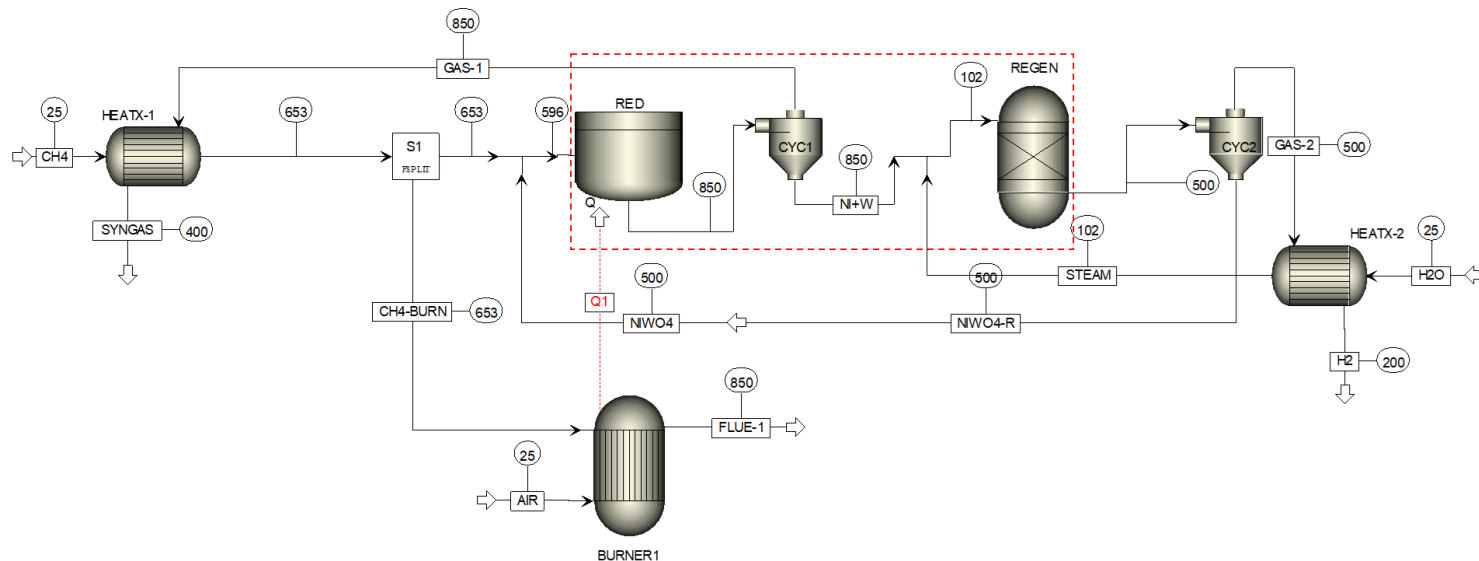 850
GAS-1
REGEN
102
25
HEATX-1
653
653
596
RED
CH4
S1
FSPLIT
CYC1
CYC2
GAS-2
500
850
850
NI+W
500
Q
SYNGAS
400
102
25
HEATX-2
STEAM
H2O
500
500
Q1
CH4-BURN
653
NIWO4
NIWO4-R
H2
200
850
FLUE-1
25
AIR
BURNER1